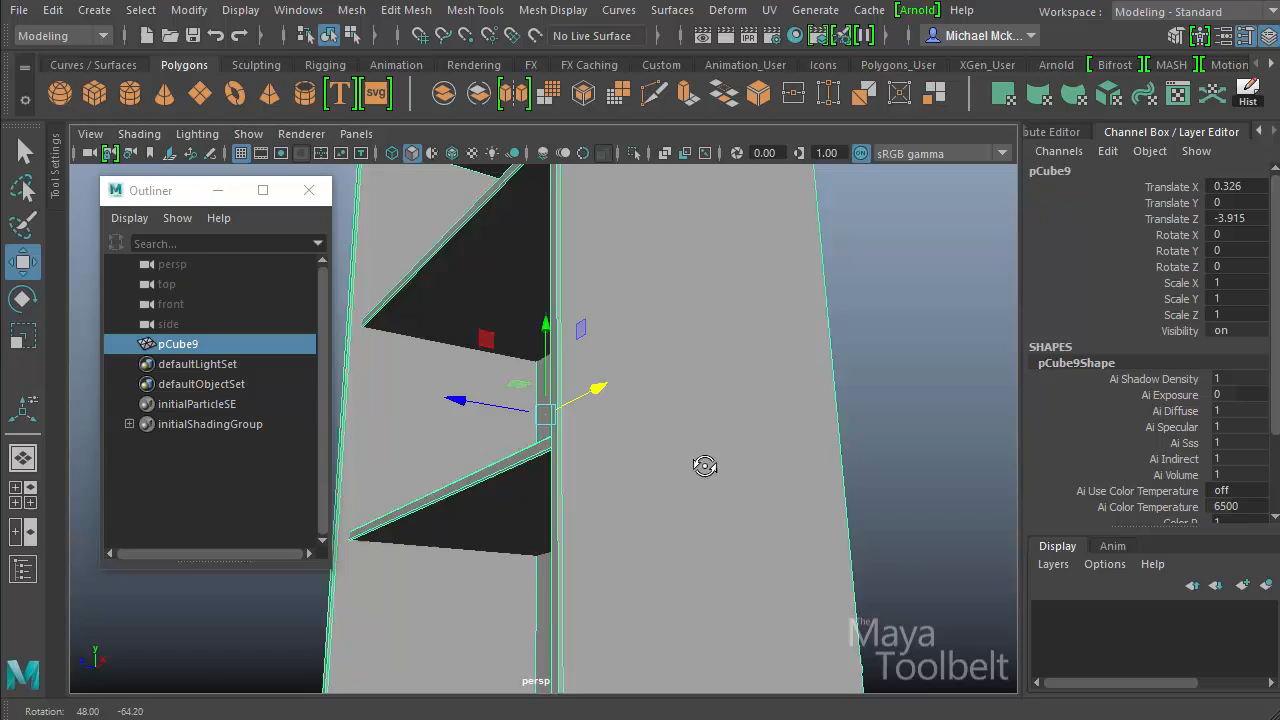 File Edit Create Select Modify Display Windows Mesh Edit Mesh Mesh Tools Mesh Display Curves Surfaces Deform UV Generate Cache [Arnold] Help Workspace : Modeling - Standard
Modeling No Live Surface Michael Mck...
Curves / Surfaces Polygons Sculpting Rigging Animation Rendering FX FX Caching Custom Animation_User Icons Polygons_User XGen_User Arnold Bifrost MASH Motion
T svg Hist
View Shading Lighting Show Renderer Panels
0.00 1.00 ON sRGB gamma
Tool Settings
Outliner
Display Show Help
Search...
persp
top
front
side
pCube9
defaultLightSet
defaultObjectSet
initialParticleSE
initialShadingGroup
bute Editor Channel Box / Layer Editor
Channels Edit Object Show
pCube9
Translate X 0.326
Translate Y 0
Translate Z -3.915
Rotate X 0
Rotate Y 0
Rotate Z 0
Scale X 1
Scale Y 1
Scale Z 1
Visibility on
SHAPES
pCube9Shape
Ai Shadow Density 1
Ai Exposure 0
Ai Diffuse 1
Ai Specular 1
Ai Sss 1
Ai Indirect 1
Ai Volume 1
Ai Use Color Temperature off
Ai Color Temperature 6500
Display Anim
Layers Options Help
y
z x
persp
The Maya Toolbelt
M
Rotation: 48.00 -64.20